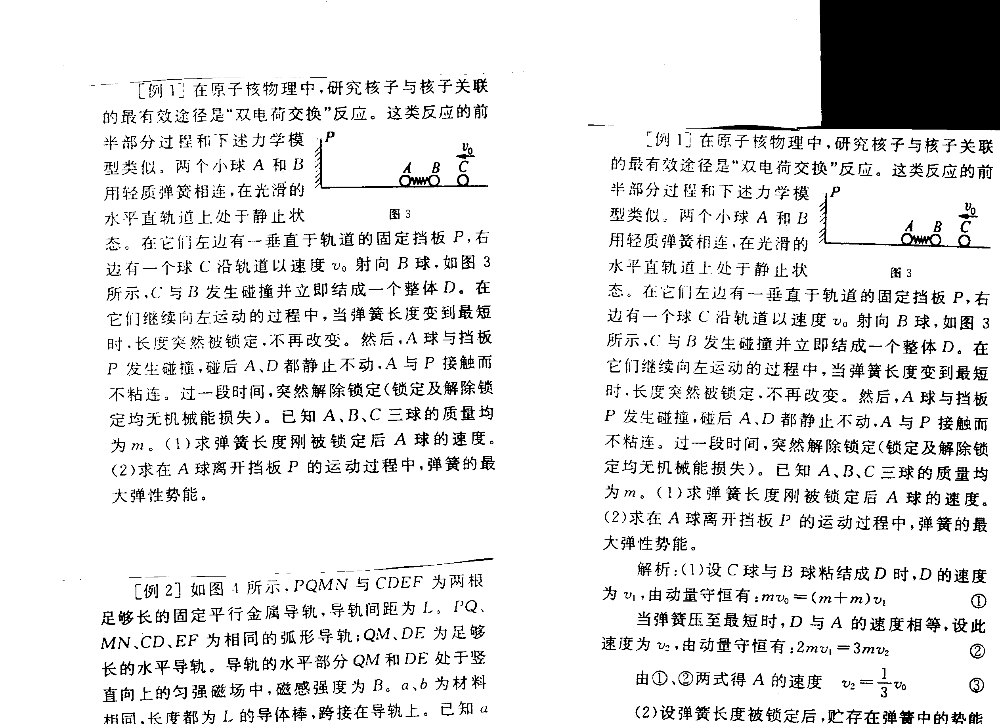 [例1]在原子核物理中,研究核子与核子关联
的最有效途径是“双电荷交换”反应。这类反应的前
半部分过程和下述力学模
型类似。两个小球 A 和 B
用轻质弹簧相连,在光滑的
水平直轨道上处于静止状
P
v₀
A B C
图 3
态。在它们左边有一垂直于轨道的固定挡板 P,右
边有一个球 C 沿轨道以速度 v₀ 射向 B 球,如图 3
所示,C 与 B 发生碰撞并立即结成一个整体 D。在
它们继续向左运动的过程中,当弹簧长度变到最短
时,长度突然被锁定,不再改变。然后,A 球与挡板
P 发生碰撞,碰后 A、D 都静止不动,A 与 P 接触而
不粘连。过一段时间,突然解除锁定(锁定及解除锁
定均无机械能损失)。已知 A、B、C 三球的质量均
为 m。(1)求弹簧长度刚被锁定后 A 球的速度。
(2)求在 A 球离开挡板 P 的运动过程中,弹簧的最
大弹性势能。
[例2]如图 4 所示,PQMN 与 CDEF 为两根
足够长的固定平行金属导轨,导轨间距为 L。PQ、
MN、CD、EF 为相同的弧形导轨;QM、DE 为足够
长的水平导轨。导轨的水平部分 QM 和 DE 处于竖
直向上的匀强磁场中,磁感强度为 B。a、b 为材料
相同,长度都为 L 的导体棒,跨接在导轨上。已知 a
[例1]在原子核物理中,研究核子与核子关联
的最有效途径是“双电荷交换”反应。这类反应的前
半部分过程和下述力学模
型类似。两个小球 A 和 B
用轻质弹簧相连,在光滑的
水平直轨道上处于静止状
P
v₀
A B C
图 3
态。在它们左边有一垂直于轨道的固定挡板 P,右
边有一个球 C 沿轨道以速度 v₀ 射向 B 球,如图 3
所示,C 与 B 发生碰撞并立即结成一个整体 D。在
它们继续向左运动的过程中,当弹簧长度变到最短
时,长度突然被锁定,不再改变。然后,A 球与挡板
P 发生碰撞,碰后 A、D 都静止不动,A 与 P 接触而
不粘连。过一段时间,突然解除锁定(锁定及解除锁
定均无机械能损失)。已知 A、B、C 三球的质量均
为 m。(1)求弹簧长度刚被锁定后 A 球的速度。
(2)求在 A 球离开挡板 P 的运动过程中,弹簧的最
大弹性势能。
解析:(1)设 C 球与 B 球粘结成 D 时,D 的速度
为 v₁,由动量守恒有:mv₀=(m+m)v₁ ①
当弹簧压至最短时,D 与 A 的速度相等,设此
速度为 v₂,由动量守恒有:2mv₁=3mv₂ ②
由①、②两式得 A 的速度 v₂=1/3 v₀ ③
(2)设弹簧长度被锁定后,贮存在弹簧中的势能